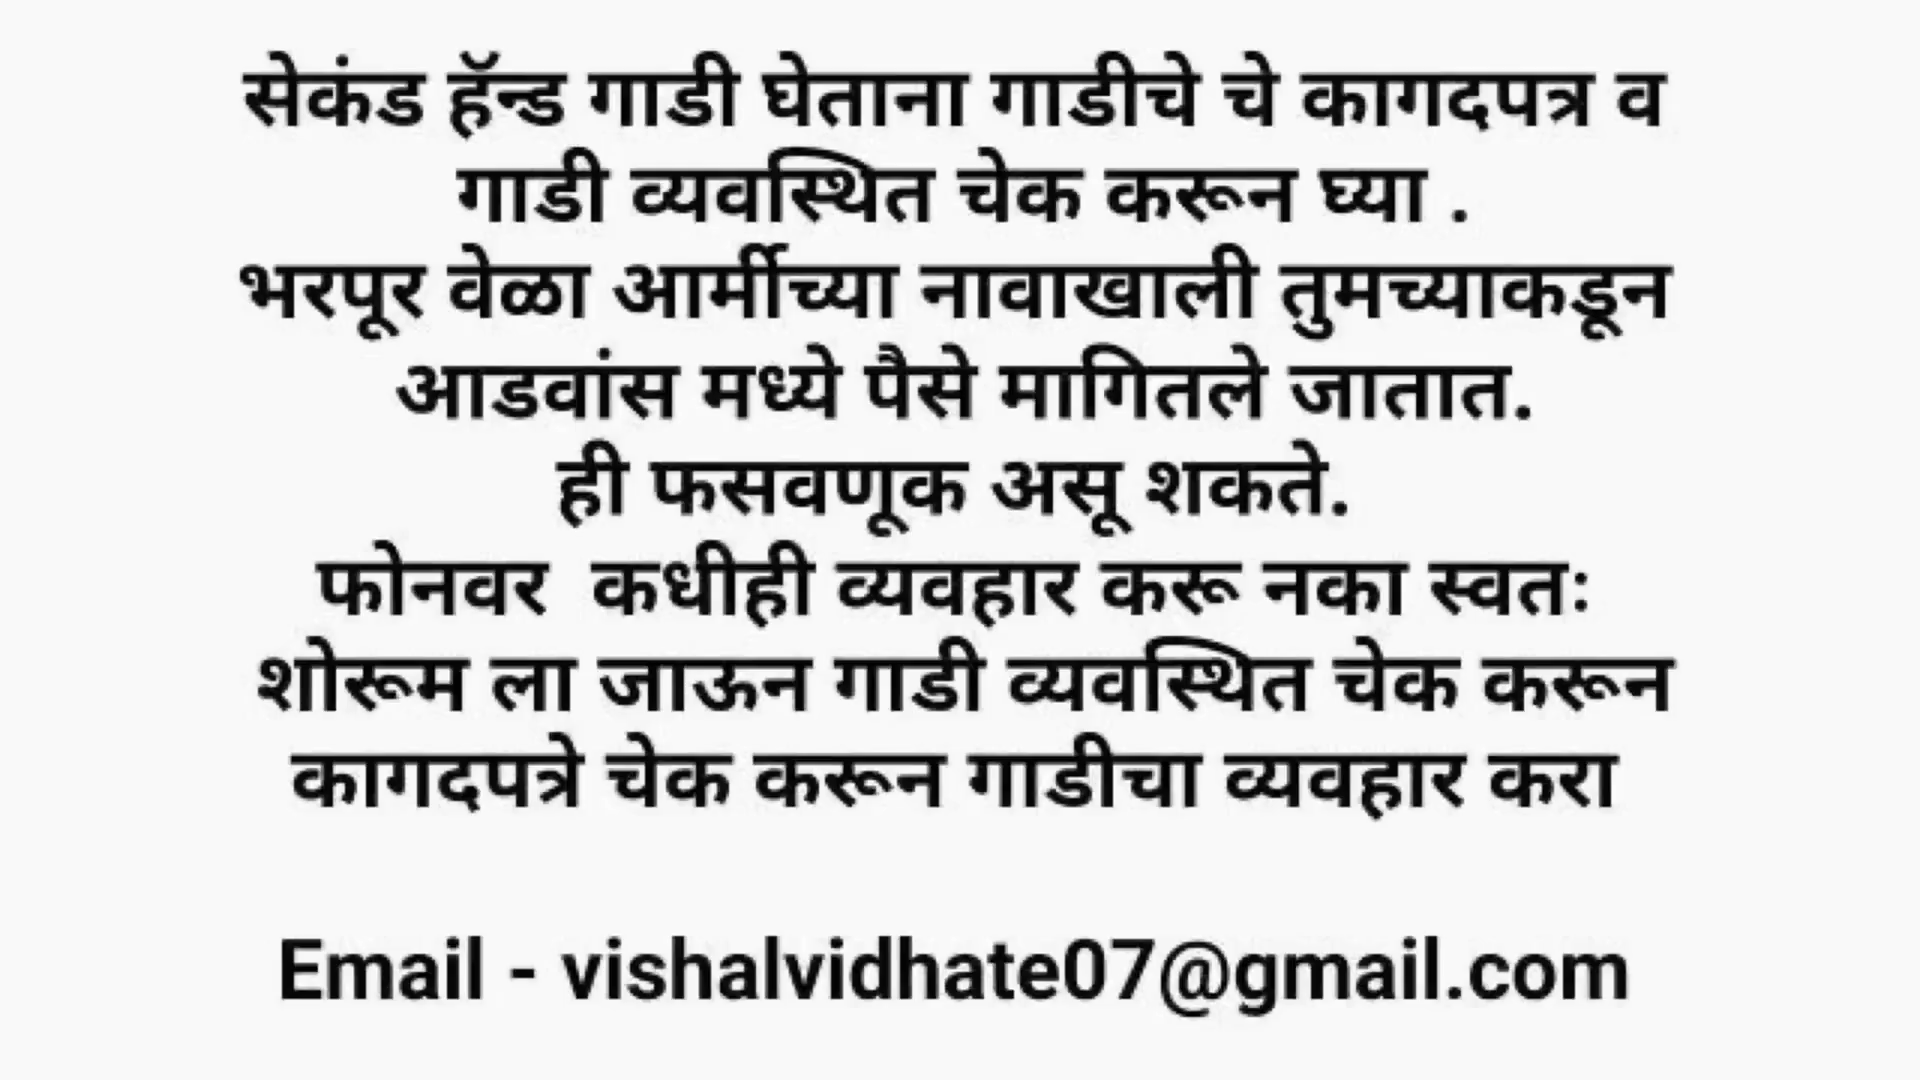 सेकंड हॅन्ड गाडी घेताना गाडीचे चे कागदपत्र व
गाडी व्यवस्थित चेक करून घ्या .
भरपूर वेळा आर्मीच्या नावाखाली तुमच्याकडून
आडवांस मध्ये पैसे मागितले जातात.
ही फसवणूक असू शकते.
फोनवर कधीही व्यवहार करू नका स्वतः
शोरूम ला जाऊन गाडी व्यवस्थित चेक करून
कागदपत्रे चेक करून गाडीचा व्यवहार करा
Email - vishalvidhate07@gmail.com